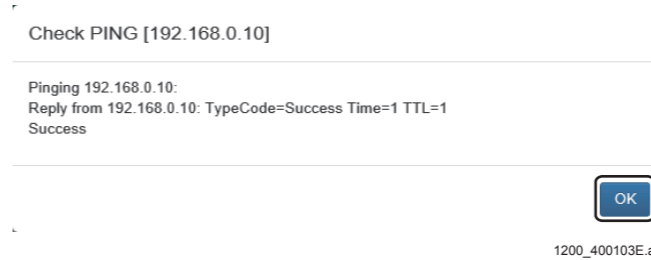 Check PING [192.168.0.10]
Pinging 192.168.0.10:
Reply from 192.168.0.10: TypeCode=Success Time=1 TTL=1
Success
OK
1200_400103E.a